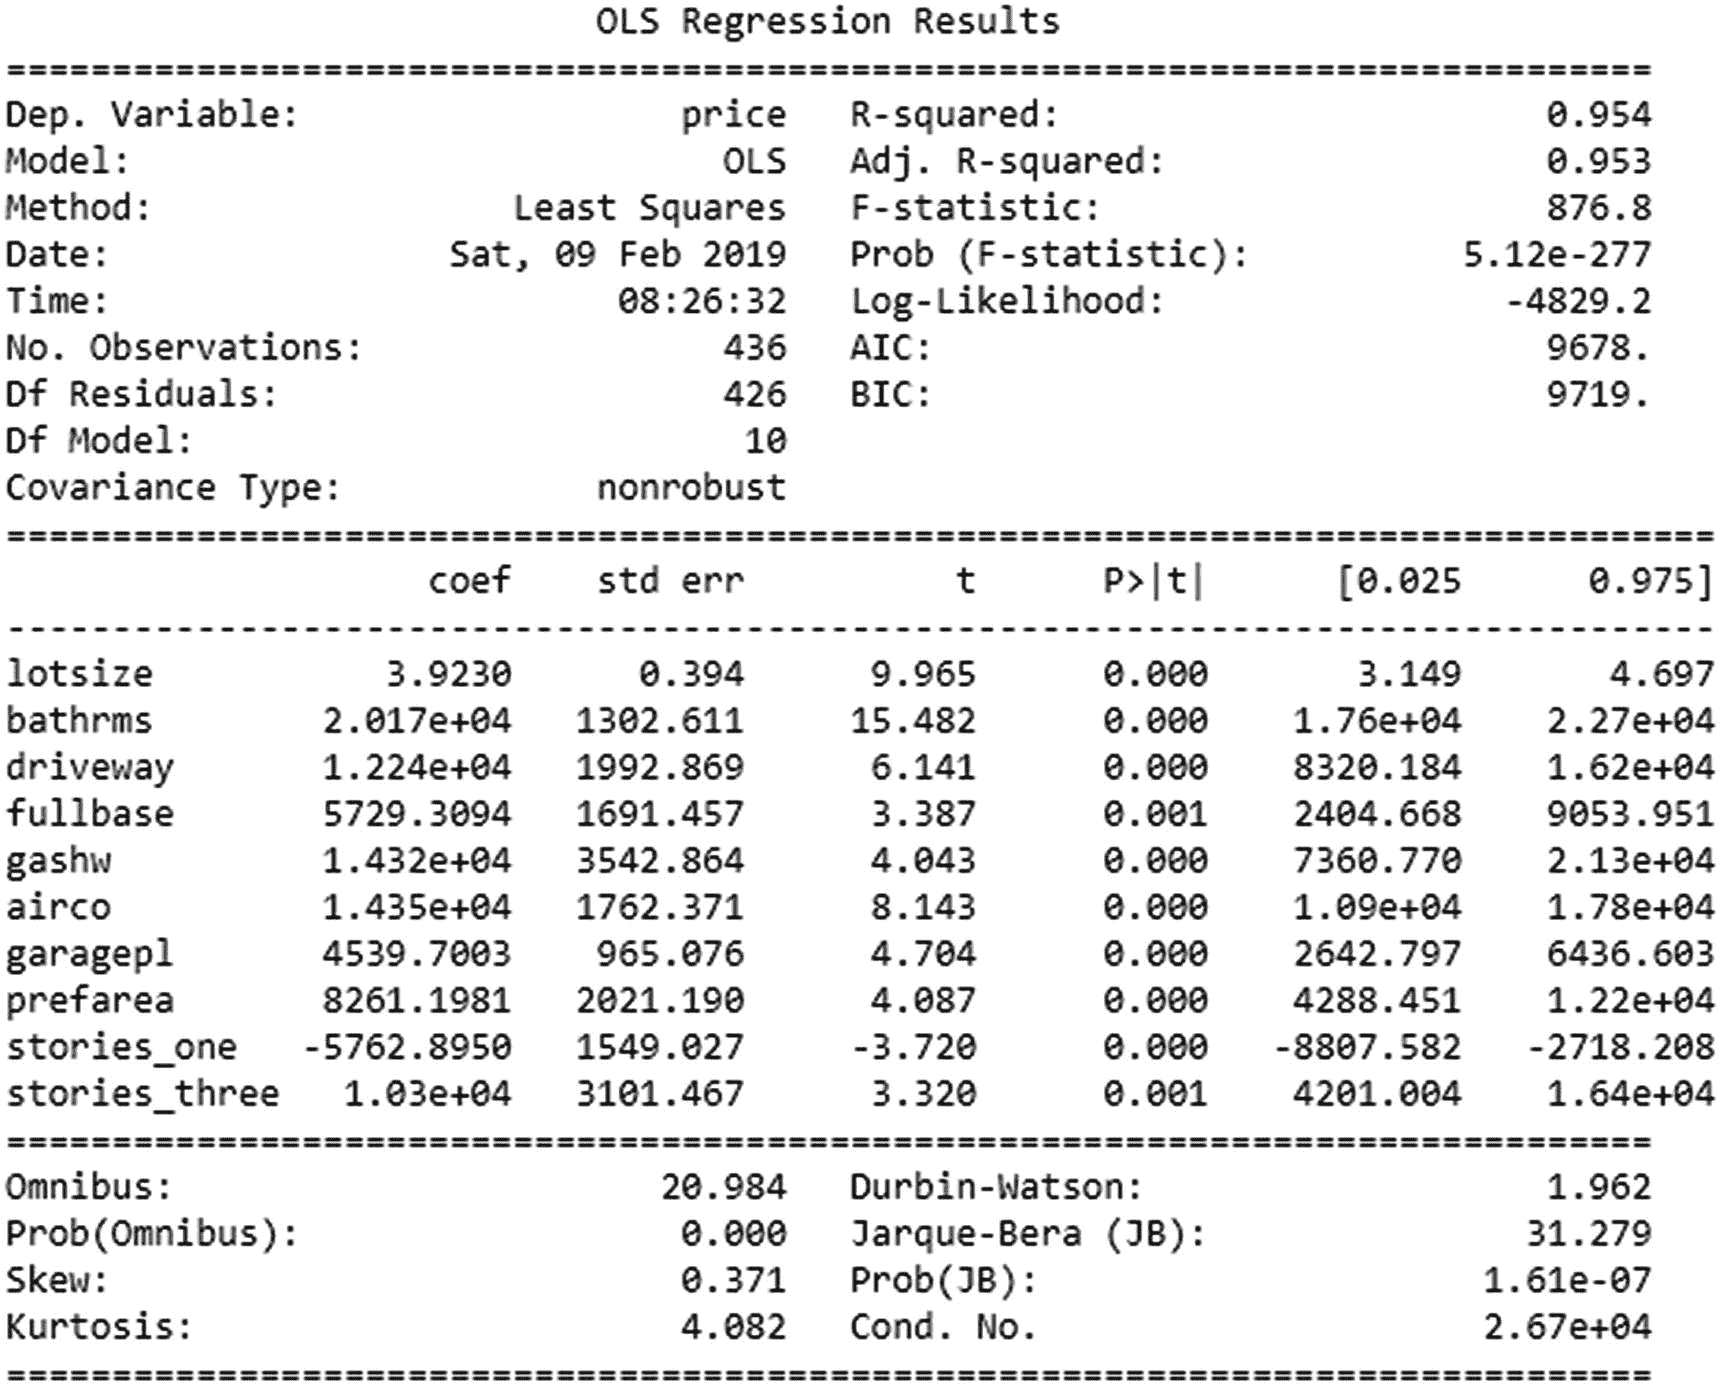 OLS Regression Results
==============================================================================
Dep. Variable:                  price   R-squared:                       0.954
Model:                            OLS   Adj. R-squared:                  0.953
Method:                 Least Squares   F-statistic:                     876.8
Date:                Sat, 09 Feb 2019   Prob (F-statistic):          5.12e-277
Time:                        08:26:32   Log-Likelihood:                -4829.2
No. Observations:                 436   AIC:                             9678.
Df Residuals:                     426   BIC:                             9719.
Df Model:                          10
Covariance Type:            nonrobust
=================================================================================
                    coef    std err          t      P>|t|      [0.025      0.975]
---------------------------------------------------------------------------------
lotsize           3.9230      0.394      9.965      0.000       3.149       4.697
bathrms        2.017e+04   1302.611     15.482      0.000    1.76e+04    2.27e+04
driveway       1.224e+04   1992.869      6.141      0.000    8320.184    1.62e+04
fullbase       5729.3094   1691.457      3.387      0.001    2404.668    9053.951
gashw          1.432e+04   3542.864      4.043      0.000    7360.770    2.13e+04
airco          1.435e+04   1762.371      8.143      0.000    1.09e+04    1.78e+04
garagepl       4539.7003    965.076      4.704      0.000    2642.797    6436.603
prefarea       8261.1981   2021.190      4.087      0.000    4288.451    1.22e+04
stories_one   -5762.8950   1549.027     -3.720      0.000   -8807.582   -2718.208
stories_three   1.03e+04   3101.467      3.320      0.001    4201.004    1.64e+04
==============================================================================
Omnibus:                       20.984   Durbin-Watson:                   1.962
Prob(Omnibus):                  0.000   Jarque-Bera (JB):               31.279
Skew:                           0.371   Prob(JB):                     1.61e-07
Kurtosis:                       4.082   Cond. No.                     2.67e+04
==============================================================================